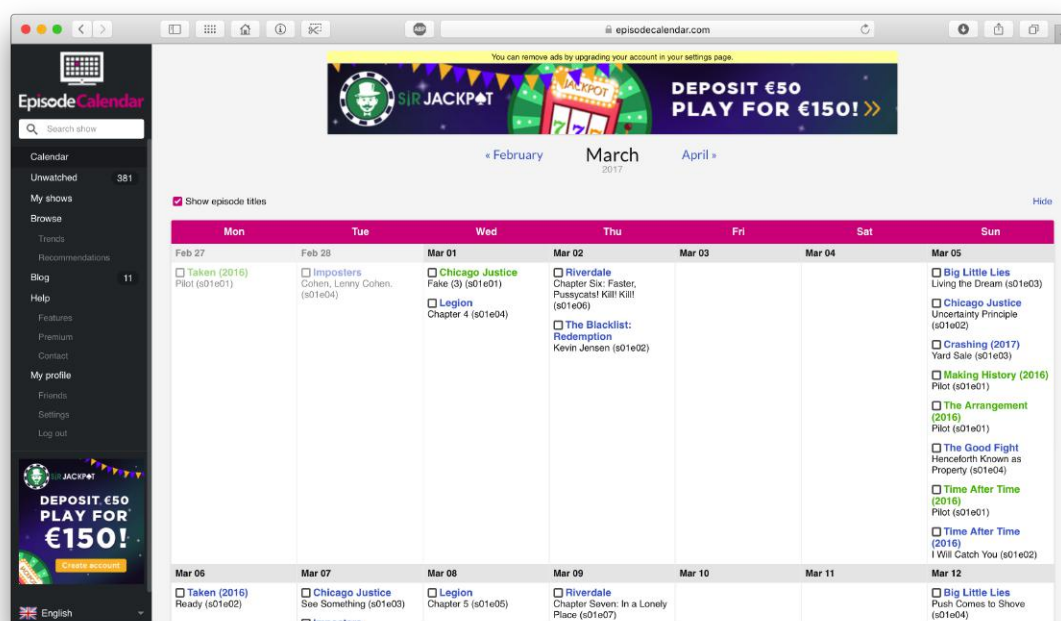 episodecalendar.com
ABP
EpisodeCalendar
Search show
Calendar
Unwatched 381
My shows
Browse
Trends
Recommendations
Blog 11
Help
Features
Premium
Contact
My profile
Friends
Settings
Log out
SIR JACKPOT
DEPOSIT €50
PLAY FOR
€150!
Create account
English
You can remove ads by upgrading your account in your settings page.
SIR JACKPOT
JACKPOT
777
DEPOSIT €50
PLAY FOR €150! »
« February March April »
2017
Show episode titles Hide
Mon Tue Wed Thu Fri Sat Sun
Feb 27 Feb 28 Mar 01 Mar 02 Mar 03 Mar 04 Mar 05
Taken (2016)
Pilot (s01e01)
Imposters
Cohen, Lenny Cohen.
(s01e04)
Chicago Justice
Fake (3) (s01e01)
Legion
Chapter 4 (s01e04)
Riverdale
Chapter Six: Faster,
Pussycats! Kill! Kill!
(s01e06)
The Blacklist:
Redemption
Kevin Jensen (s01e02)
Big Little Lies
Living the Dream (s01e03)
Chicago Justice
Uncertainty Principle
(s01e02)
Crashing (2017)
Yard Sale (s01e03)
Making History (2016)
Pilot (s01e01)
The Arrangement
(2016)
Pilot (s01e01)
The Good Fight
Henceforth Known as
Property (s01e04)
Time After Time
(2016)
Pilot (s01e01)
Time After Time
(2016)
I Will Catch You (s01e02)
Mar 06 Mar 07 Mar 08 Mar 09 Mar 10 Mar 11 Mar 12
Taken (2016)
Ready (s01e02)
Chicago Justice
See Something (s01e03)
Legion
Chapter 5 (s01e05)
Riverdale
Chapter Seven: In a Lonely
Place (s01e07)
Big Little Lies
Push Comes to Shove
(s01e04)